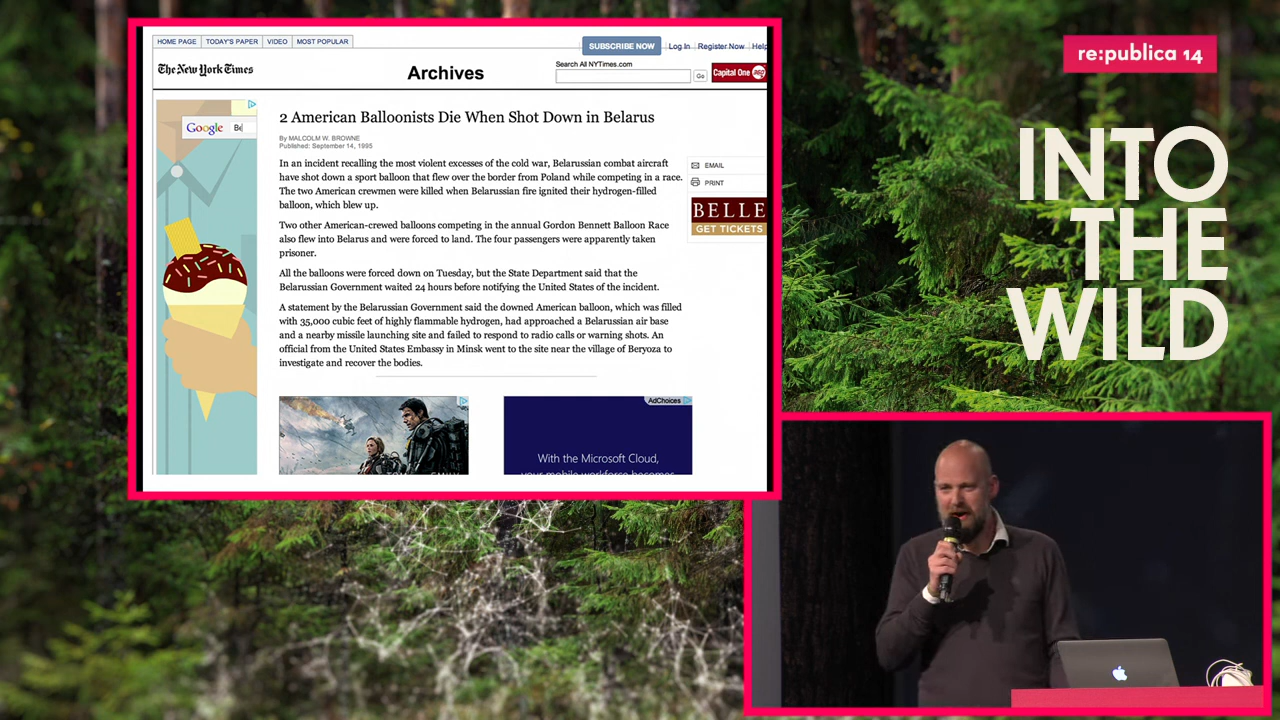 HOME PAGE TODAY'S PAPER VIDEO MOST POPULAR
SUBSCRIBE NOW Log In Register Now Help
The New York Times
Archives
Search All NYTimes.com
Go
Capital One 360
Google Be
2 American Balloonists Die When Shot Down in Belarus
By MALCOLM W. BROWNE
Published: September 14, 1995
In an incident recalling the most violent excesses of the cold war, Belarussian combat aircraft
have shot down a sport balloon that flew over the border from Poland while competing in a race.
The two American crewmen were killed when Belarussian fire ignited their hydrogen-filled
balloon, which blew up.
Two other American-crewed balloons competing in the annual Gordon Bennett Balloon Race
also flew into Belarus and were forced to land. The four passengers were apparently taken
prisoner.
All the balloons were forced down on Tuesday, but the State Department said that the
Belarussian Government waited 24 hours before notifying the United States of the incident.
A statement by the Belarussian Government said the downed American balloon, which was filled
with 35,000 cubic feet of highly flammable hydrogen, had approached a Belarussian air base
and a nearby missile launching site and failed to respond to radio calls or warning shots. An
official from the United States Embassy in Minsk went to the site near the village of Beryoza to
investigate and recover the bodies.
EMAIL
PRINT
BELLE
GET TICKETS
AdChoices
With the Microsoft Cloud,
your mobile workforce becomes
re:publica 14
INTO
THE
WILD